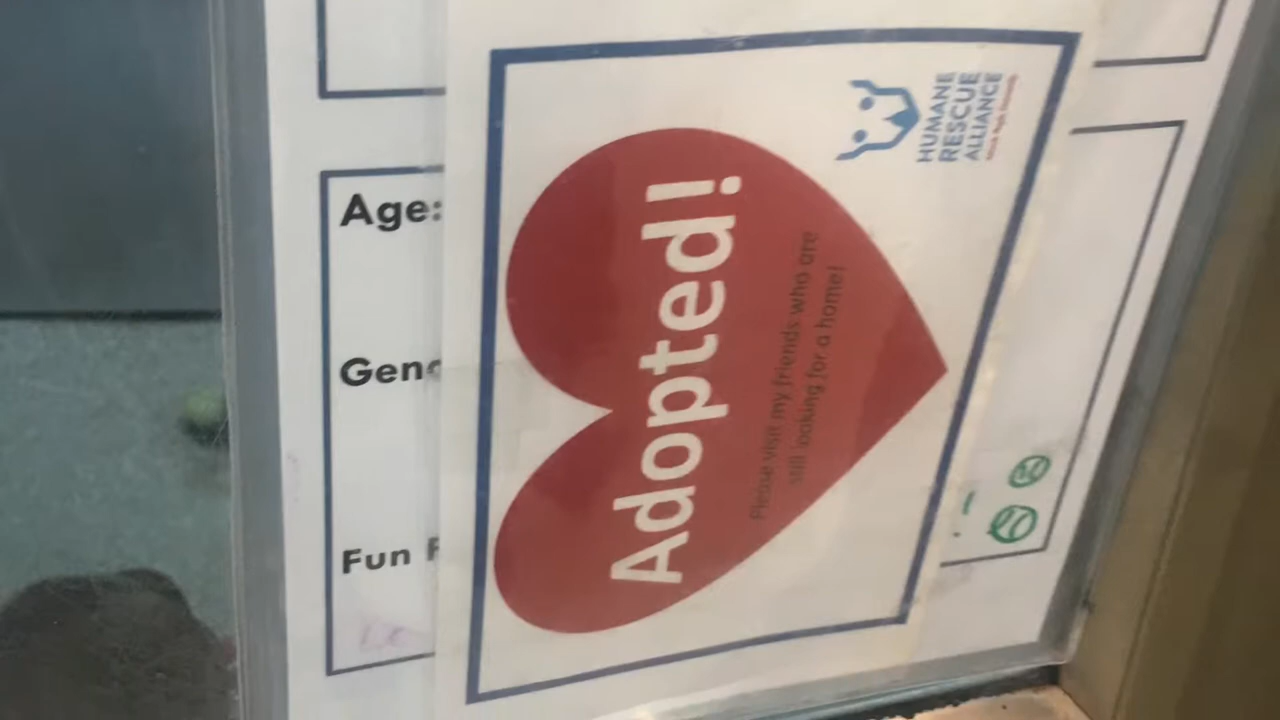 Age:
Gen
Fun F
Adopted!
Please visit my friends who are
still looking for a home!
HUMANE
RESCUE
ALLIANCE